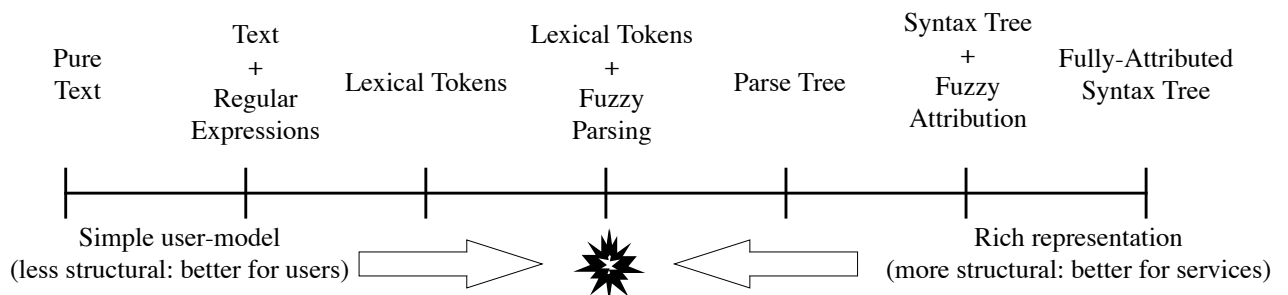 Pure
Text
Text
+
Regular
Expressions
Lexical Tokens
Lexical Tokens
+
Fuzzy
Parsing
Parse Tree
Syntax Tree
+
Fuzzy
Attribution
Fully-Attributed
Syntax Tree
Simple user-model
(less structural: better for users)
Rich representation
(more structural: better for services)